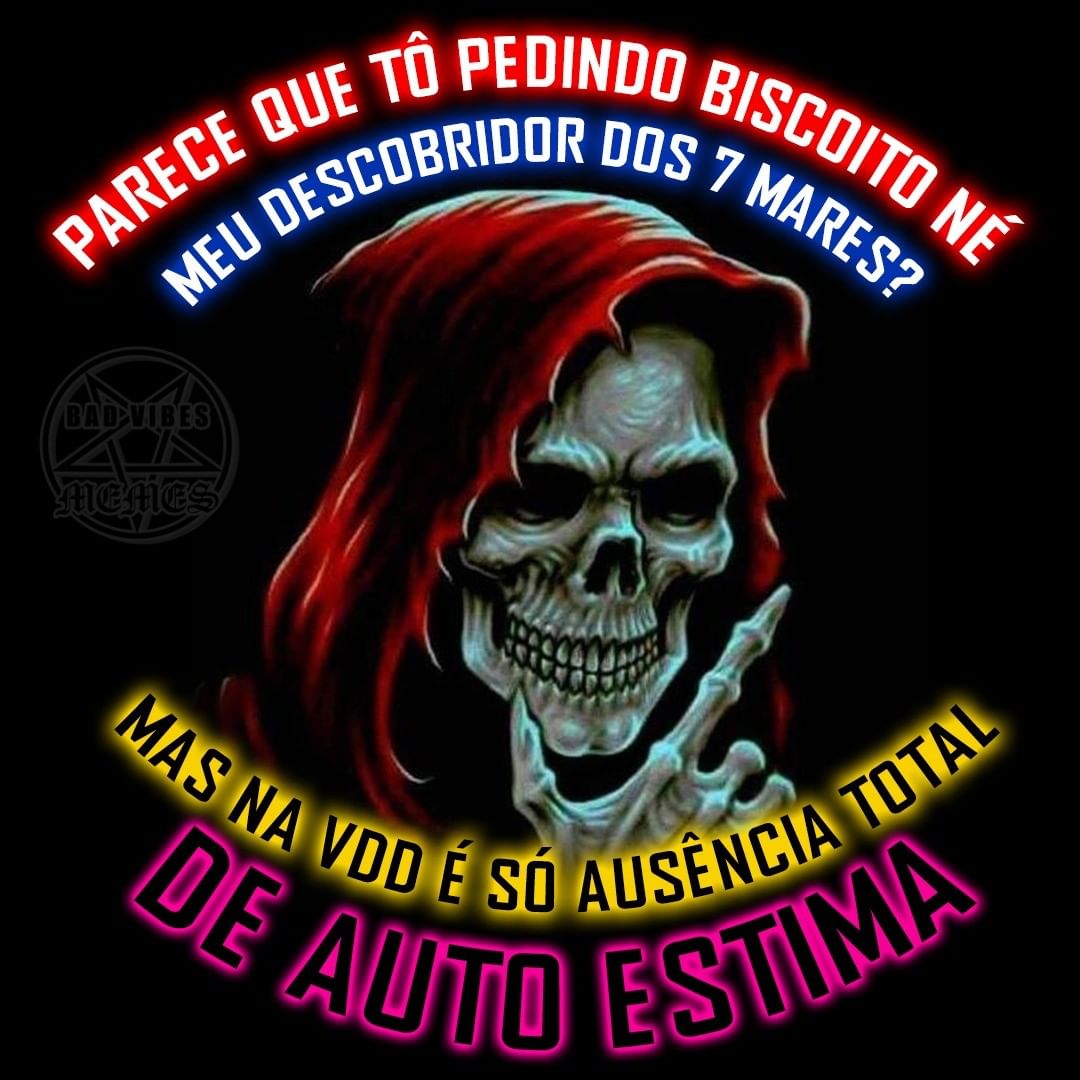 PARECE QUE TÔ PEDINDO BISCOITO NÉ
MEU DESCOBRIDOR DOS 7 MARES?
BAD VIBES
MEMES
MAS NA VDD É SÓ AUSÊNCIA TOTAL
DE AUTO ESTIMA